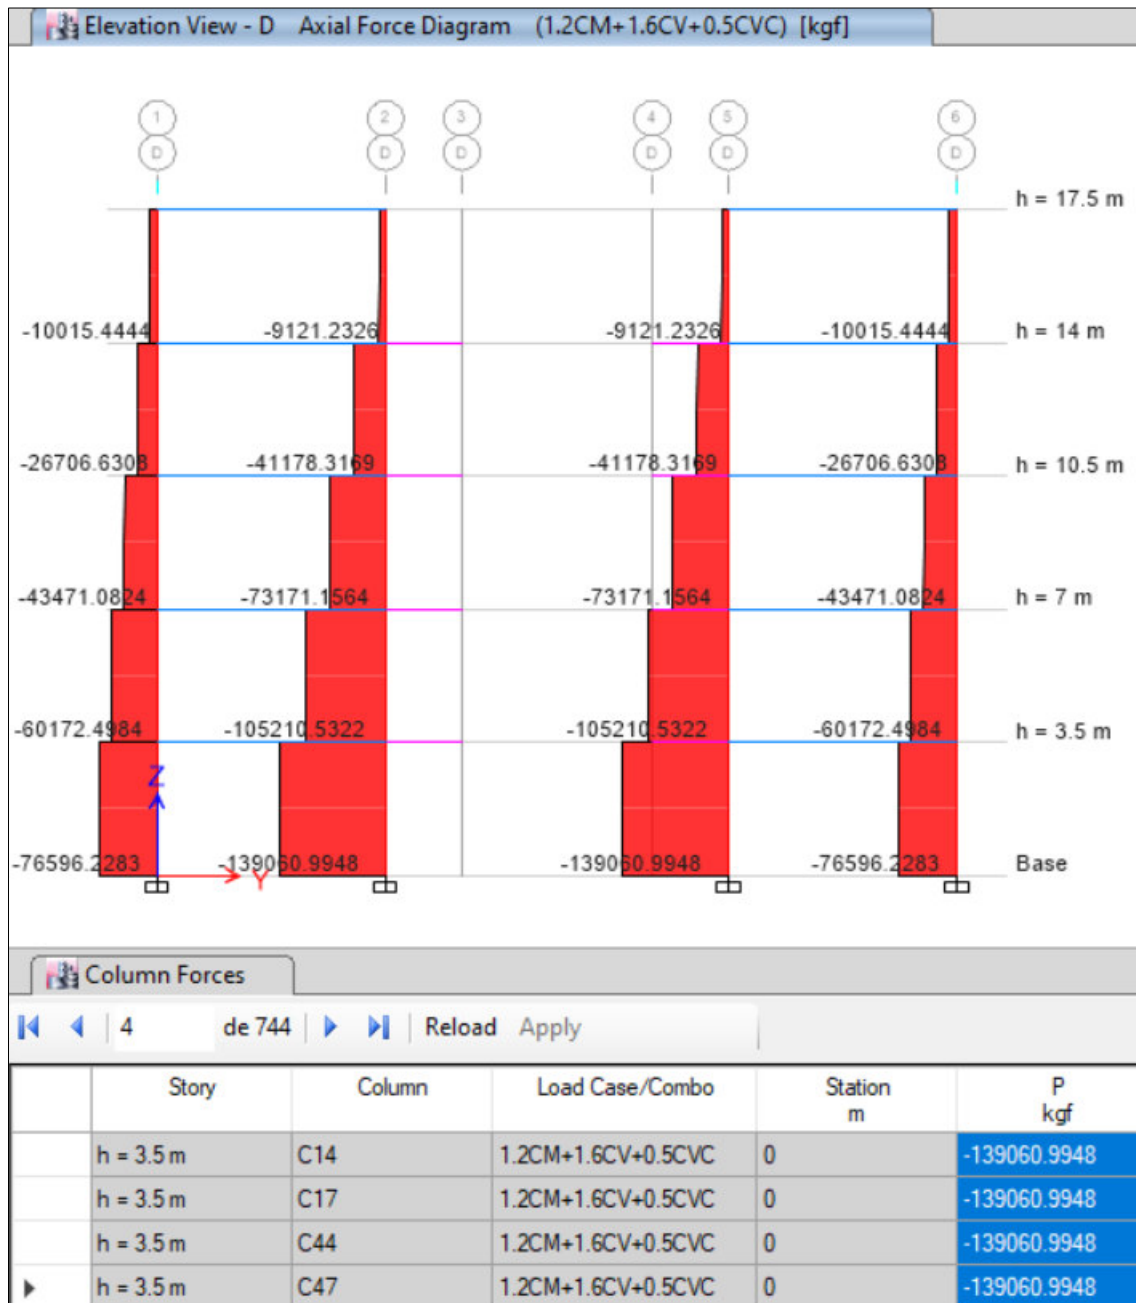 Elevation View - D Axial Force Diagram (1.2CM+1.6CV+0.5CVC) [kgf]
1 2 3 4 5 6
D D D D D D
h = 17.5 m
-10015.4444 -9121.2326 -9121.2326 -10015.4444 h = 14 m
-26706.6308 -41178.3169 -41178.3169 -26706.6308 h = 10.5 m
-43471.0824 -73171.1564 -73171.1564 -43471.0824 h = 7 m
-60172.4984 -105210.5322 -105210.5322 -60172.4984 h = 3.5 m
Z
-76596.2283 -139060.9948 -139060.9948 -76596.2283 Base
Y
Column Forces
4 de 744 Reload Apply
Story Column Load Case/Combo Station P
m kgf
h = 3.5 m C14 1.2CM+1.6CV+0.5CVC 0 -139060.9948
h = 3.5 m C17 1.2CM+1.6CV+0.5CVC 0 -139060.9948
h = 3.5 m C44 1.2CM+1.6CV+0.5CVC 0 -139060.9948
h = 3.5 m C47 1.2CM+1.6CV+0.5CVC 0 -139060.9948